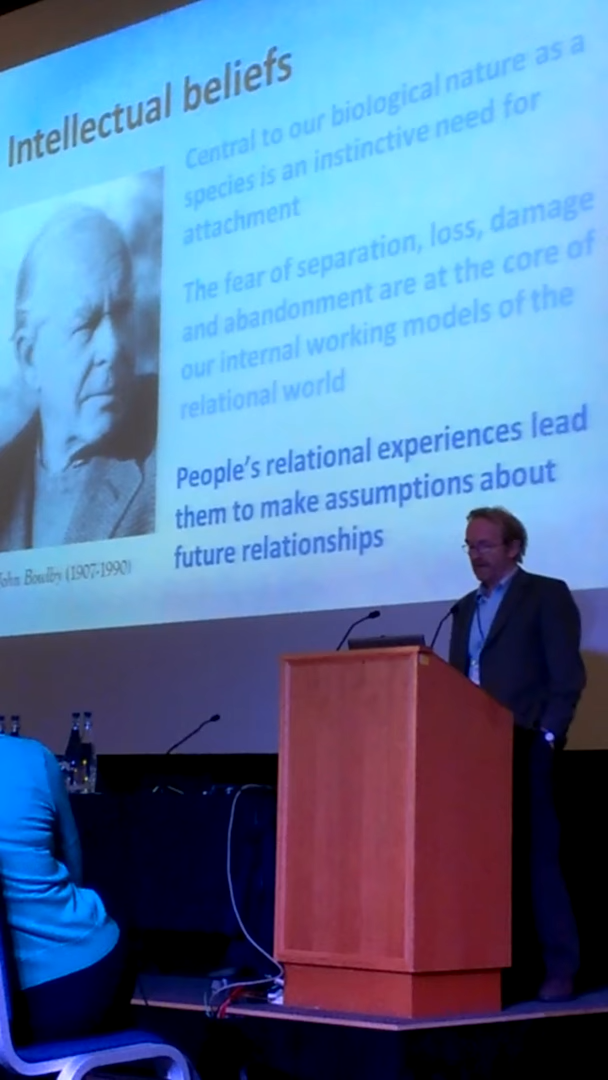 Intellectual beliefs
Central to our biological nature as a
species is an instinctive need for
attachment
The fear of separation, loss, damage
and abandonment are at the core of
our internal working models of the
relational world
People's relational experiences lead
them to make assumptions about
future relationships
John Bowlby (1907-1990)